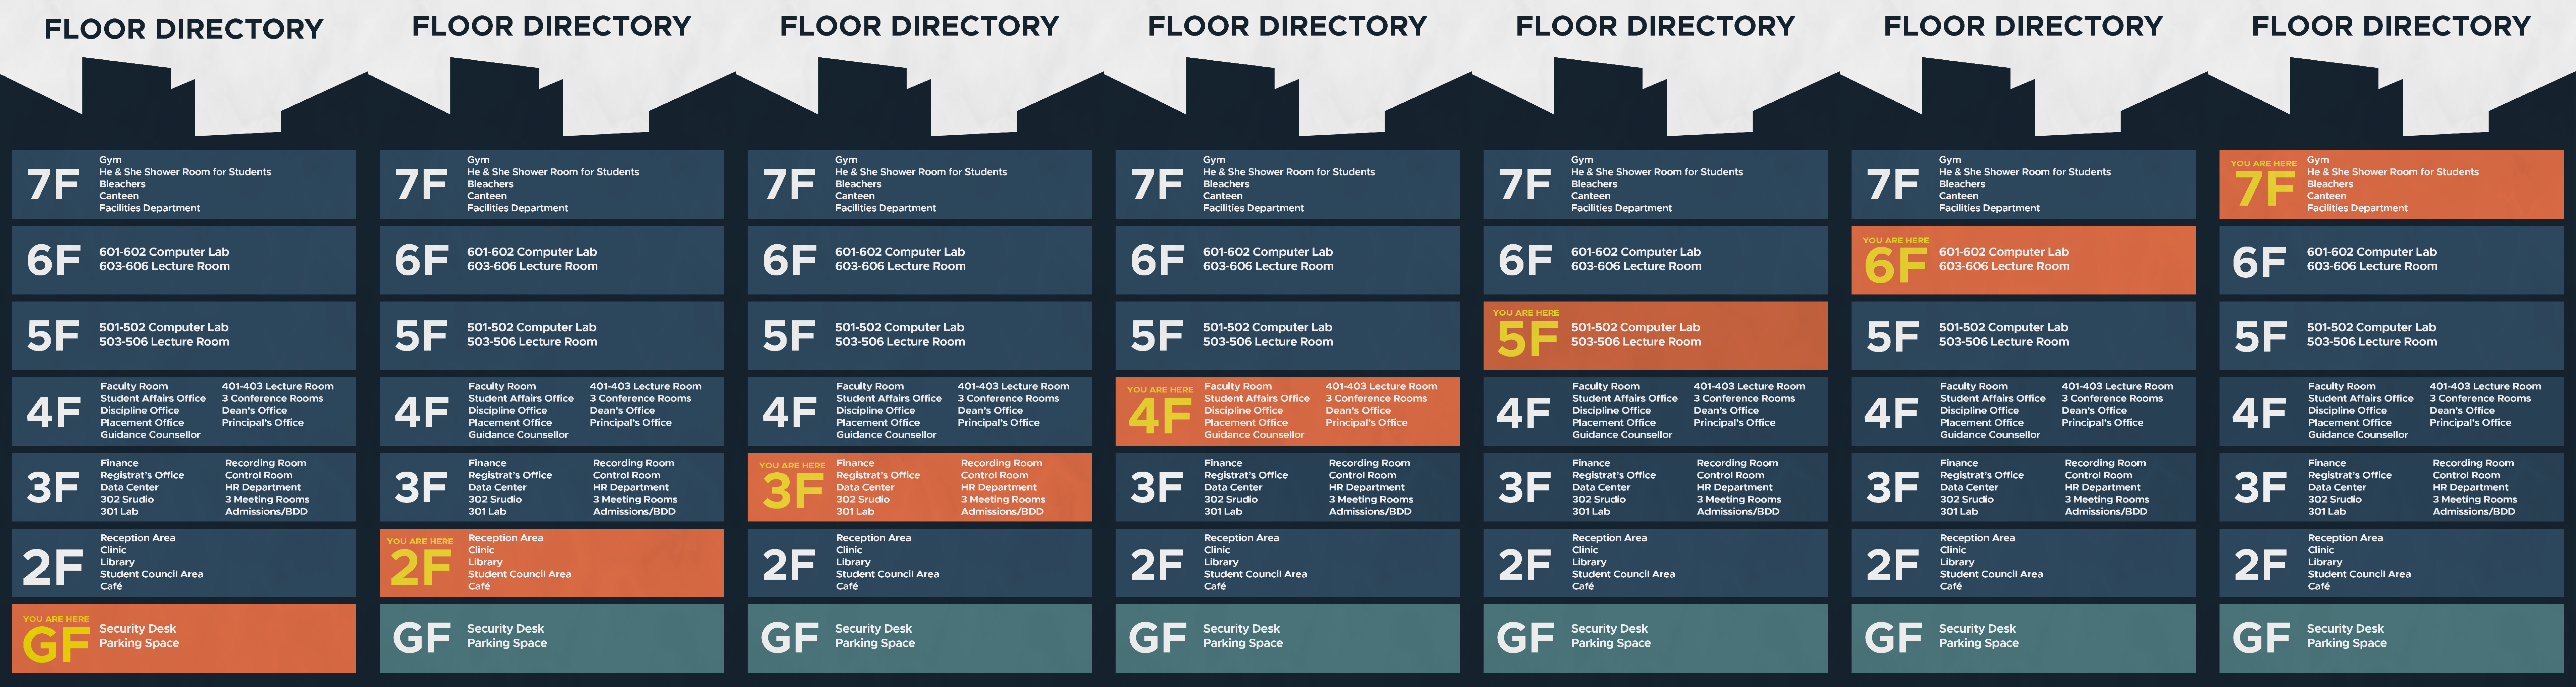 FLOOR DIRECTORY
7F
Gym
He & She Shower Room for Students
Bleachers
Canteen
Facilities Department
6F
601-602 Computer Lab
603-606 Lecture Room
5F
501-502 Computer Lab
503-506 Lecture Room
4F
Faculty Room
Student Affairs Office
Discipline Office
Placement Office
Guidance Counsellor
401-403 Lecture Room
3 Conference Rooms
Dean's Office
Principal's Office
3F
Finance
Registrat's Office
Data Center
302 Srudio
301 Lab
Recording Room
Control Room
HR Department
3 Meeting Rooms
Admissions/BDD
2F
Reception Area
Clinic
Library
Student Council Area
Café
YOU ARE HERE
GF
Security Desk
Parking Space
FLOOR DIRECTORY
7F
Gym
He & She Shower Room for Students
Bleachers
Canteen
Facilities Department
6F
601-602 Computer Lab
603-606 Lecture Room
5F
501-502 Computer Lab
503-506 Lecture Room
4F
Faculty Room
Student Affairs Office
Discipline Office
Placement Office
Guidance Counsellor
401-403 Lecture Room
3 Conference Rooms
Dean's Office
Principal's Office
3F
Finance
Registrat's Office
Data Center
302 Srudio
301 Lab
Recording Room
Control Room
HR Department
3 Meeting Rooms
Admissions/BDD
YOU ARE HERE
2F
Reception Area
Clinic
Library
Student Council Area
Café
GF
Security Desk
Parking Space
FLOOR DIRECTORY
7F
Gym
He & She Shower Room for Students
Bleachers
Canteen
Facilities Department
6F
601-602 Computer Lab
603-606 Lecture Room
5F
501-502 Computer Lab
503-506 Lecture Room
4F
Faculty Room
Student Affairs Office
Discipline Office
Placement Office
Guidance Counsellor
401-403 Lecture Room
3 Conference Rooms
Dean's Office
Principal's Office
YOU ARE HERE
3F
Finance
Registrat's Office
Data Center
302 Srudio
301 Lab
Recording Room
Control Room
HR Department
3 Meeting Rooms
Admissions/BDD
2F
Reception Area
Clinic
Library
Student Council Area
Café
GF
Security Desk
Parking Space
FLOOR DIRECTORY
7F
Gym
He & She Shower Room for Students
Bleachers
Canteen
Facilities Department
6F
601-602 Computer Lab
603-606 Lecture Room
5F
501-502 Computer Lab
503-506 Lecture Room
YOU ARE HERE
4F
Faculty Room
Student Affairs Office
Discipline Office
Placement Office
Guidance Counsellor
401-403 Lecture Room
3 Conference Rooms
Dean's Office
Principal's Office
3F
Finance
Registrat's Office
Data Center
302 Srudio
301 Lab
Recording Room
Control Room
HR Department
3 Meeting Rooms
Admissions/BDD
2F
Reception Area
Clinic
Library
Student Council Area
Café
GF
Security Desk
Parking Space
FLOOR DIRECTORY
7F
Gym
He & She Shower Room for Students
Bleachers
Canteen
Facilities Department
6F
601-602 Computer Lab
603-606 Lecture Room
YOU ARE HERE
5F
501-502 Computer Lab
503-506 Lecture Room
4F
Faculty Room
Student Affairs Office
Discipline Office
Placement Office
Guidance Counsellor
401-403 Lecture Room
3 Conference Rooms
Dean's Office
Principal's Office
3F
Finance
Registrat's Office
Data Center
302 Srudio
301 Lab
Recording Room
Control Room
HR Department
3 Meeting Rooms
Admissions/BDD
2F
Reception Area
Clinic
Library
Student Council Area
Café
GF
Security Desk
Parking Space
FLOOR DIRECTORY
7F
Gym
He & She Shower Room for Students
Bleachers
Canteen
Facilities Department
YOU ARE HERE
6F
601-602 Computer Lab
603-606 Lecture Room
5F
501-502 Computer Lab
503-506 Lecture Room
4F
Faculty Room
Student Affairs Office
Discipline Office
Placement Office
Guidance Counsellor
401-403 Lecture Room
3 Conference Rooms
Dean's Office
Principal's Office
3F
Finance
Registrat's Office
Data Center
302 Srudio
301 Lab
Recording Room
Control Room
HR Department
3 Meeting Rooms
Admissions/BDD
2F
Reception Area
Clinic
Library
Student Council Area
Café
GF
Security Desk
Parking Space
FLOOR DIRECTORY
YOU ARE HERE
7F
Gym
He & She Shower Room for Students
Bleachers
Canteen
Facilities Department
6F
601-602 Computer Lab
603-606 Lecture Room
5F
501-502 Computer Lab
503-506 Lecture Room
4F
Faculty Room
Student Affairs Office
Discipline Office
Placement Office
Guidance Counsellor
401-403 Lecture Room
3 Conference Rooms
Dean's Office
Principal's Office
3F
Finance
Registrat's Office
Data Center
302 Srudio
301 Lab
Recording Room
Control Room
HR Department
3 Meeting Rooms
Admissions/BDD
2F
Reception Area
Clinic
Library
Student Council Area
Café
GF
Security Desk
Parking Space